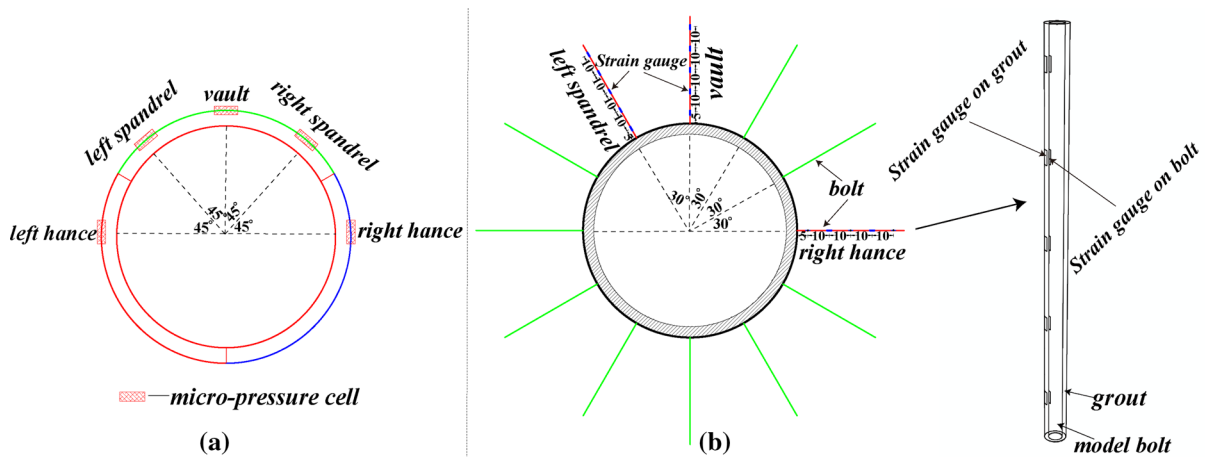 left spandrel
vault
right spandrel
45°
45°
45°
45°
left hance
right hance
micro-pressure cell
(a)
left spandrel
Strain gauge
vault
10
10
10
10
5
10
10
10
10
5
30°
30°
30°
30°
bolt
5 10 10 10 10
right hance
(b)
Strain gauge on grout
Strain gauge on bolt
grout
model bolt